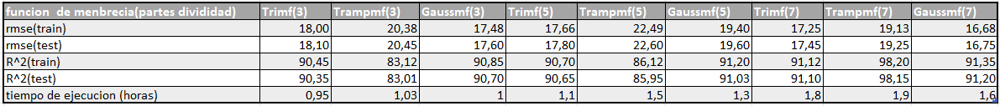 funcion de menbrecia(partes divididad) Trimf(3) Trampmf(3) Gaussmf(3) Trimf(5) Trampmf(5) Gaussmf(5) Trimf(7) Trampmf(7) Gaussmf(7)
rmse(train) 18,00 20,38 17,48 17,66 22,49 19,40 17,25 19,13 16,68
rmse(test) 18,10 20,45 17,60 17,80 22,60 19,60 17,45 19,25 16,75
R^2(train) 90,45 83,12 90,85 90,70 86,12 91,20 91,12 98,20 91,35
R^2(test) 90,35 83,01 90,70 90,65 85,95 91,03 91,10 98,15 91,20
tiempo de ejecucion (horas) 0,95 1,03 1 1,1 1,5 1,3 1,8 1,9 1,6